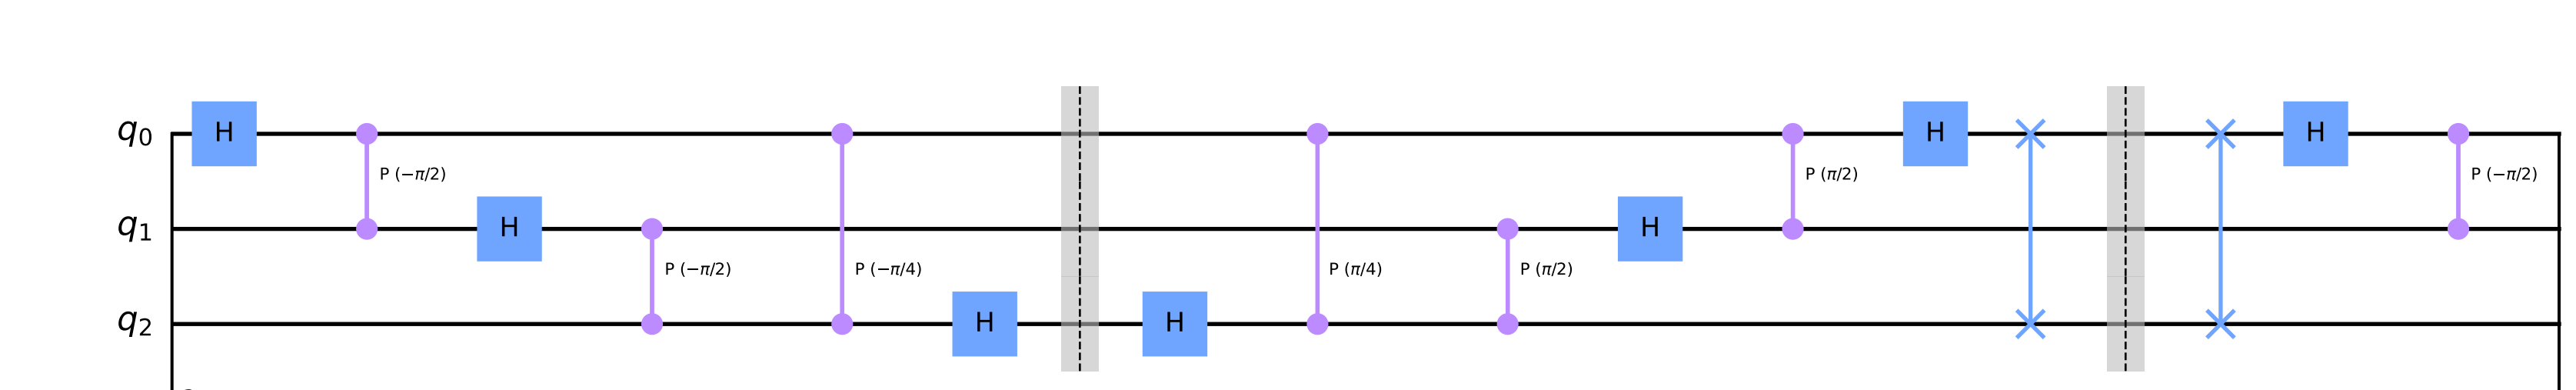 H H H
P (−π/2) P (π/2) P (−π/2)
q0
H H
q1
P (−π/2) P (−π/4) P (π/4) P (π/2)
H H
q2